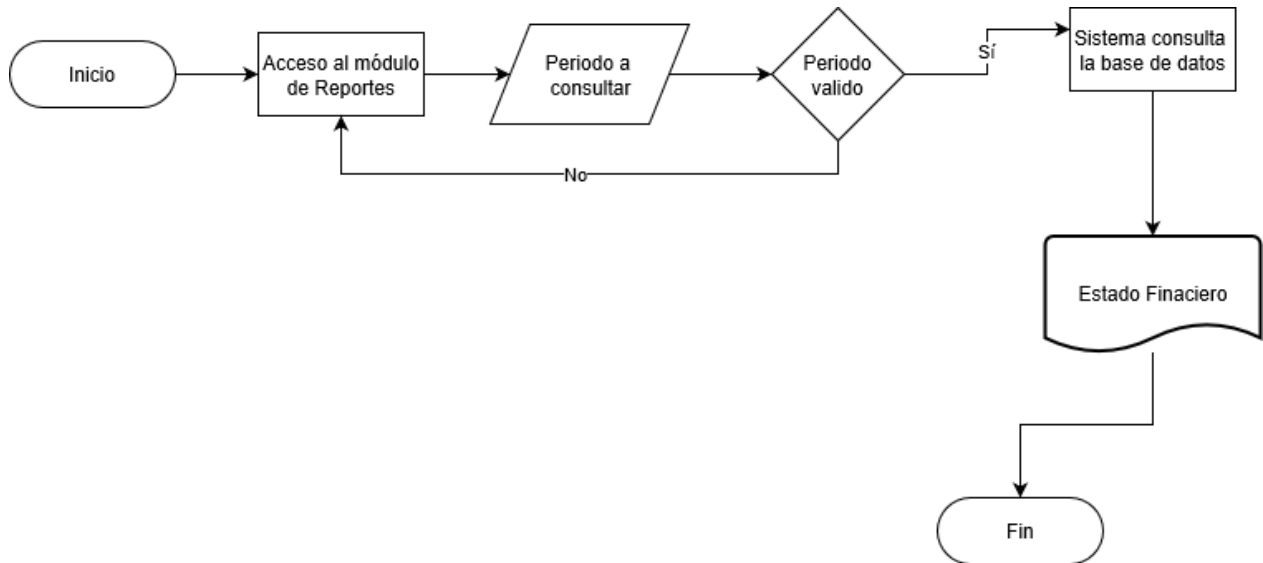 Inicio
Acceso al módulo
de Reportes
Periodo a
consultar
Periodo
valido
Sí
Sistema consulta
la base de datos
No
Estado Finaciero
Fin